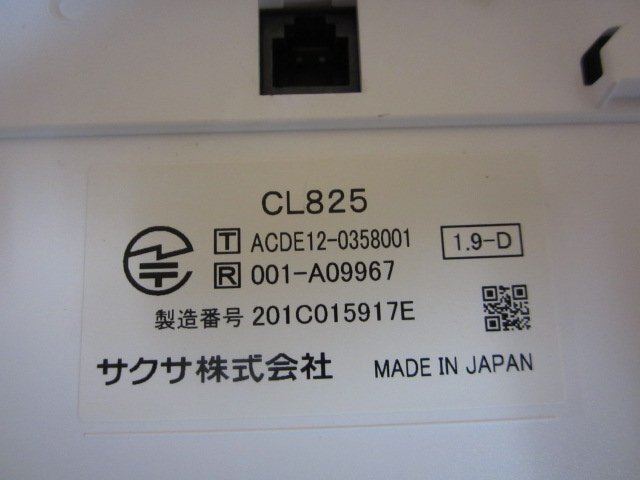 CL825
T ACDE12-0358001 1.9-D
R 001-A09967
製造番号 201C015917E
サクサ株式会社 MADE IN JAPAN